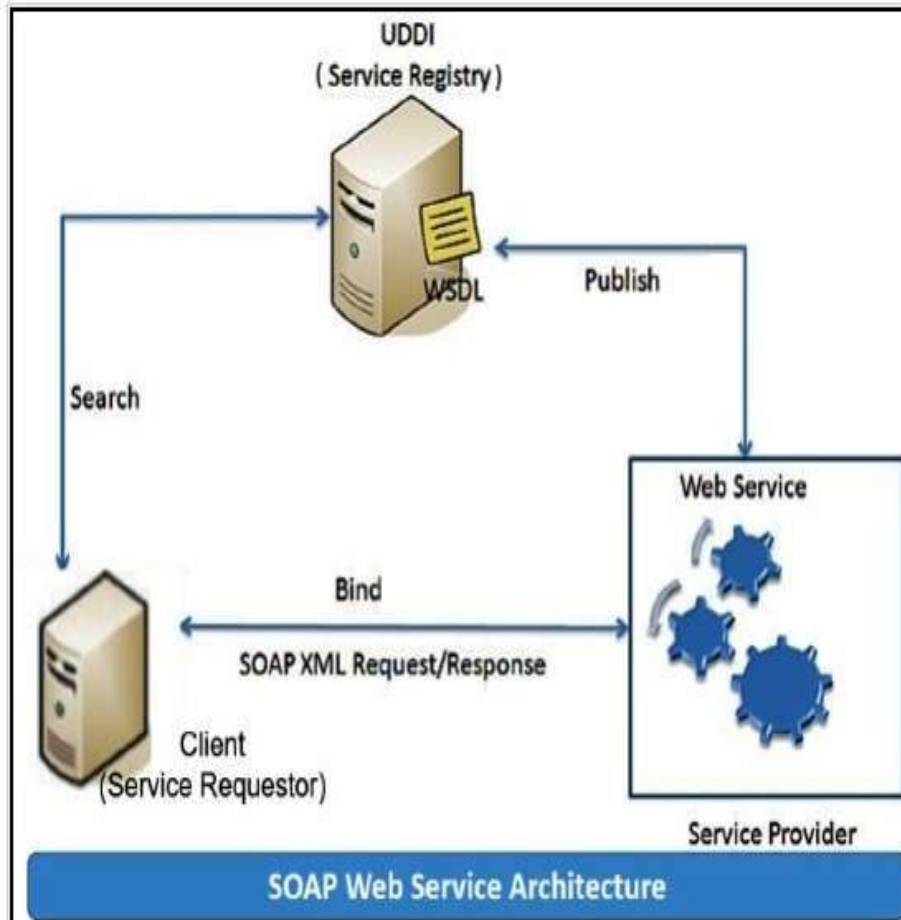 UDDI
( Service Registry )
WSDL
Publish
Search
Web Service
Bind
SOAP XML Request/Response
Client
(Service Requestor)
Service Provider
SOAP Web Service Architecture